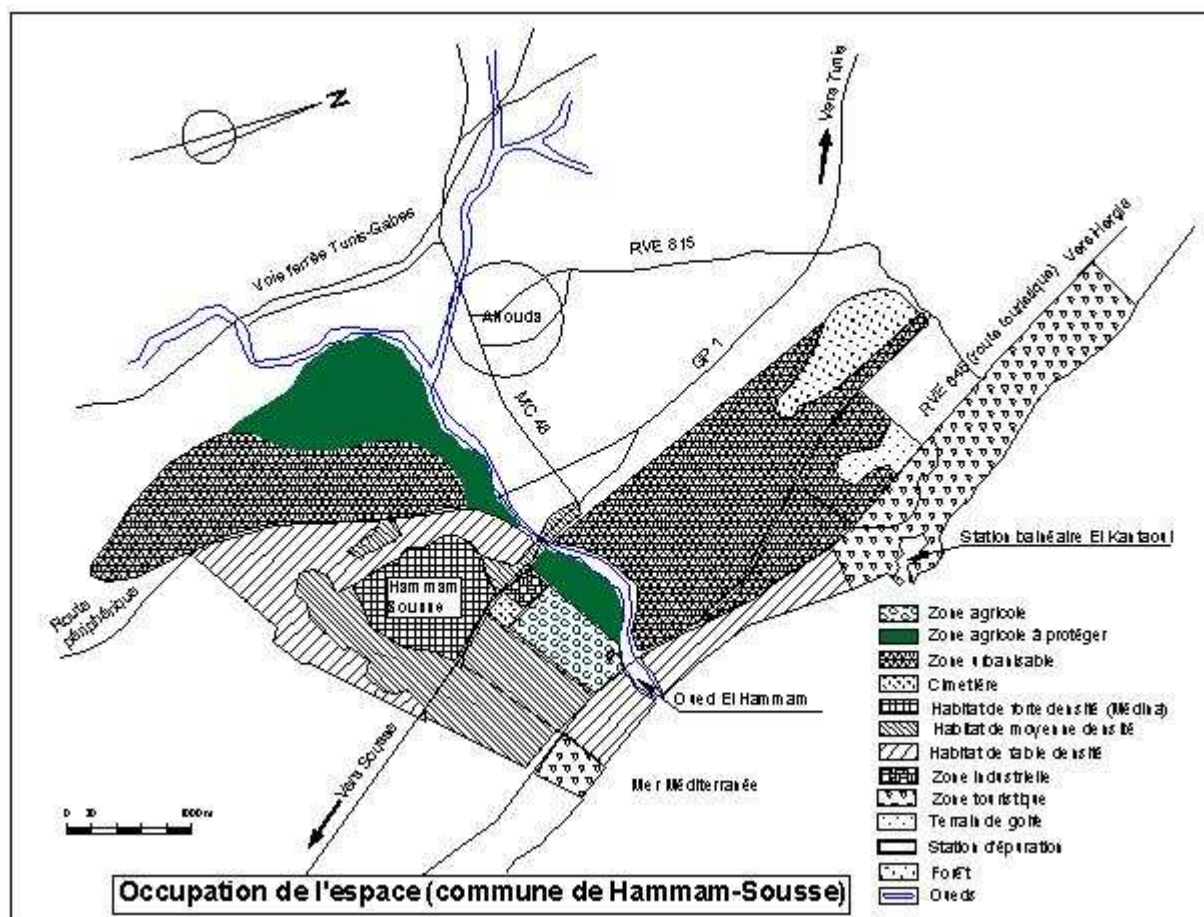 N
Vers Tunis
Voie ferrée Tunis-Gabes
RVE 815
Akouda
GP 1
MC 48
RVE 845 (route touristique) Vers Hergla
Station balnéaire El Kantaoui
Hammam
Sousse
Route
périphérique
Oued El Hammam
Vers Sousse
Mer Méditerranée
0
1000 m
Zone agricole
Zone agricole à protéger
Zone urbanisable
Cimetière
Habitat de forte densité (Médina)
Habitat de moyenne densité
Habitat de faible densité
Zone industrielle
Zone touristique
Terrain de golfe
Station d'épuration
Forêt
Oueds
Occupation de l'espace (commune de Hammam-Sousse)